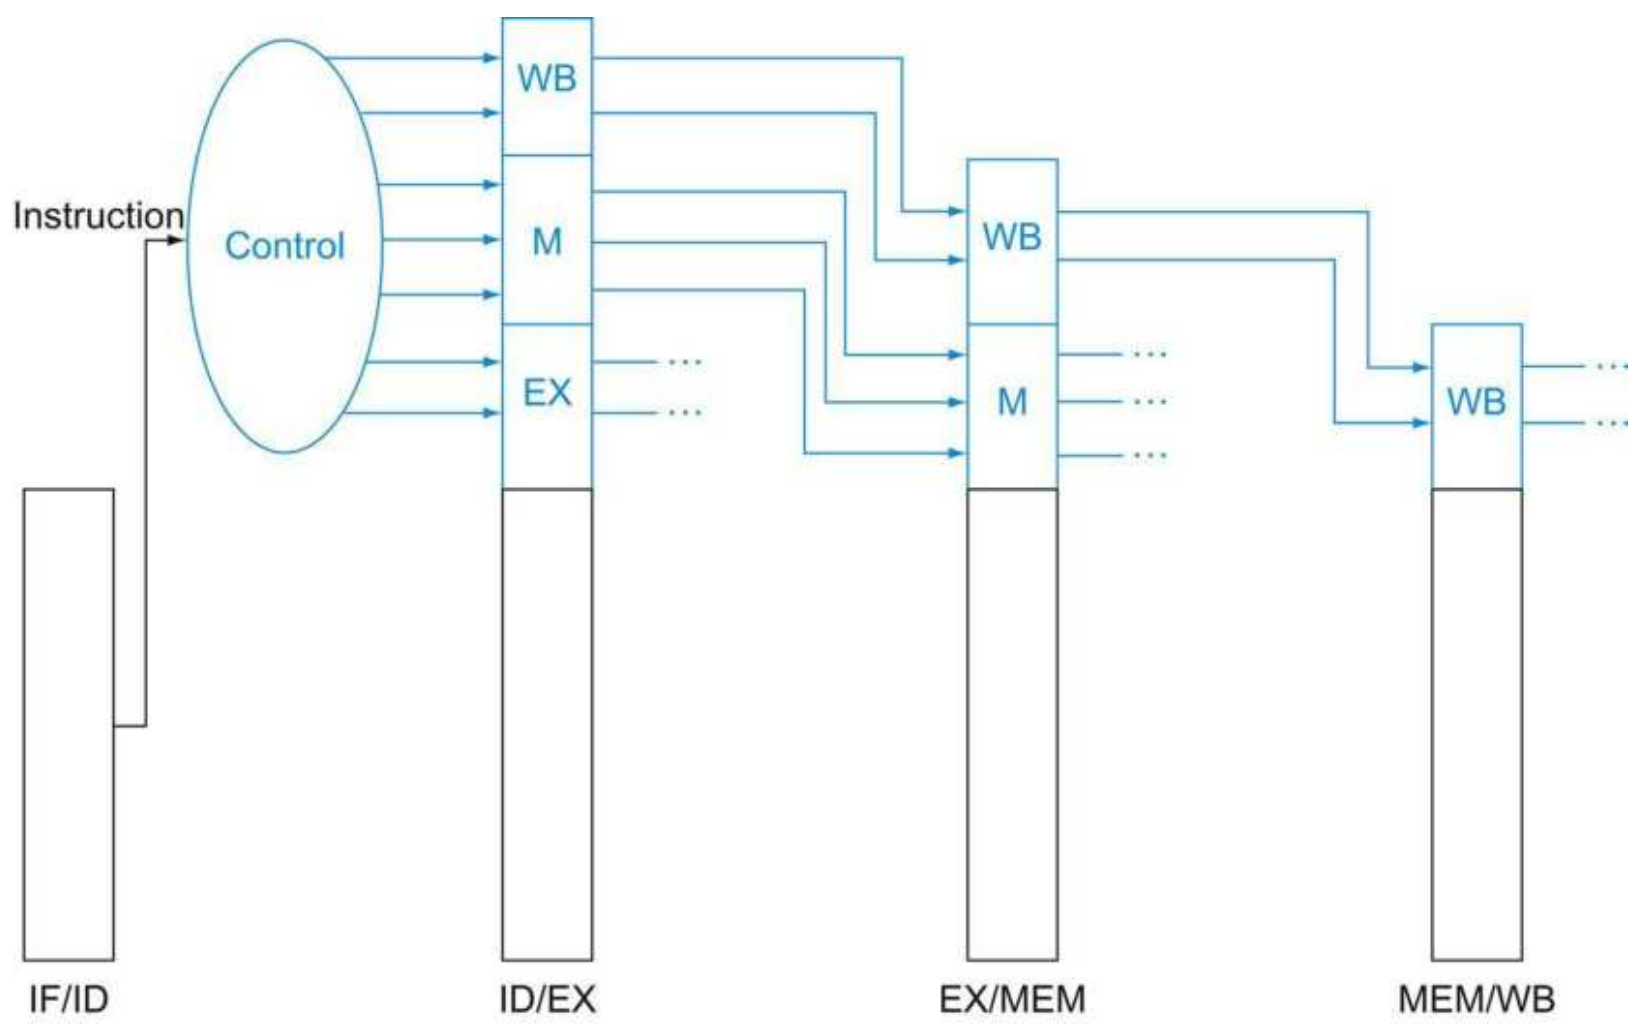 WB
Instruction
Control
M
WB
EX
...
...
M
...
...
...
WB
...
...
IF/ID
ID/EX
EX/MEM
MEM/WB